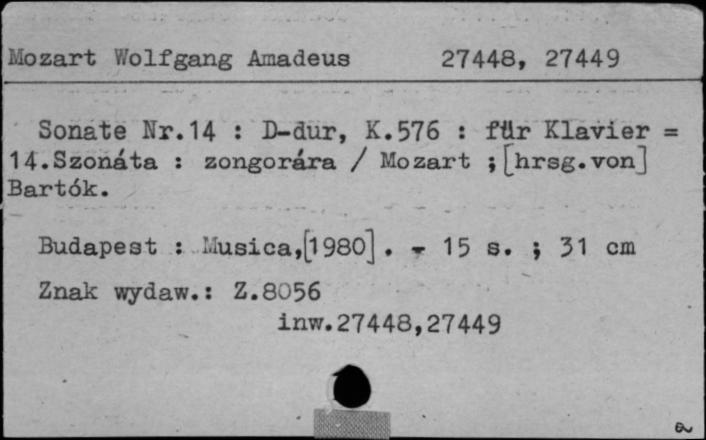 Mozart Wolfgang Amadeus 27448, 27449
Sonate Nr.14 : D-dur, K.576 : für Klavier =
14.Szonáta : zongorára / Mozart ;[hrsg.von]
Bartók.
Budapest : Musica,[1980]. - 15 s. ; 31 cm
Znak wydaw.: Z.8056
inw.27448,27449